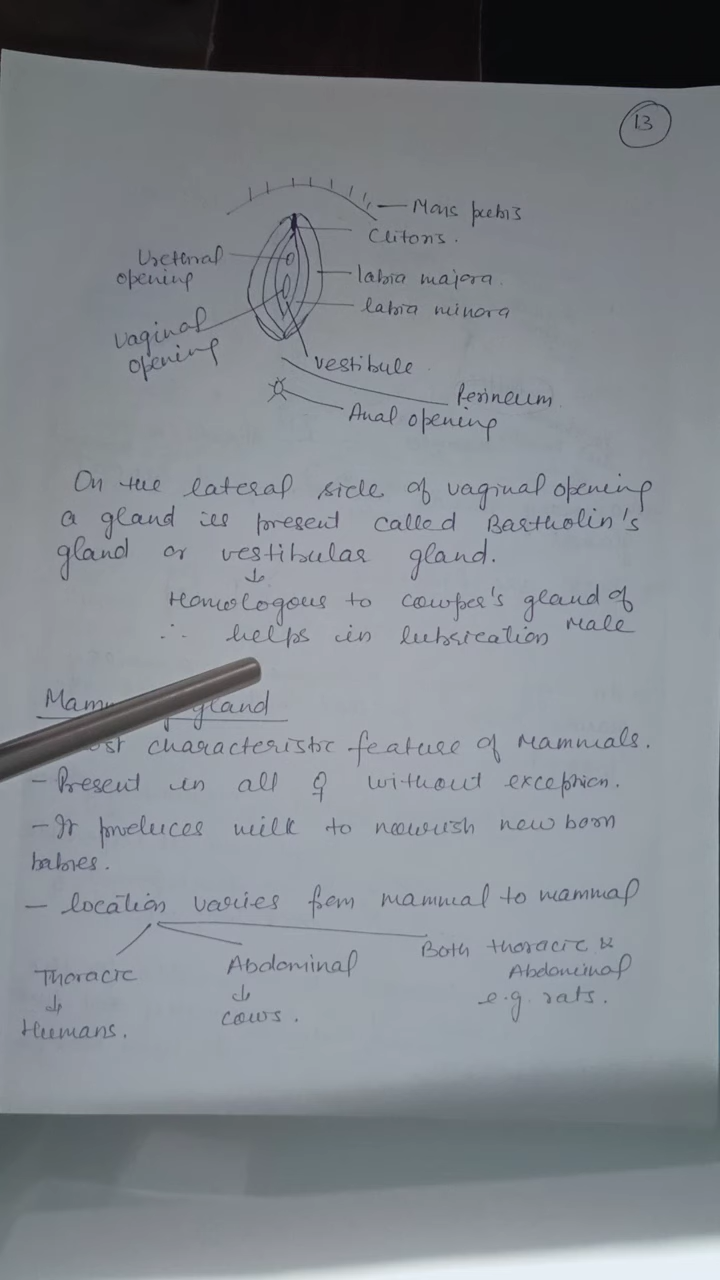 13
Mons pubis
Clitoris.
Urethral
opening
labia majora
labia minora
Vaginal
opening
Vestibule
Perineum
Anal opening
On the lateral side of vaginal opening
a gland is present called Bartholin's
gland or vestibular gland.
↓
Homologous to cowper's gland of
Male
∴ helps in lubrication
gland
characteristic feature of Mammals.
- Present in all ♀ without exception.
- It produces milk to nourish new born
babies.
- location varies from mammal to mammal
Thoracic
↓
Humans.
Abdominal
↓
cows.
Both thoracic &
Abdominal
e.g. rats.